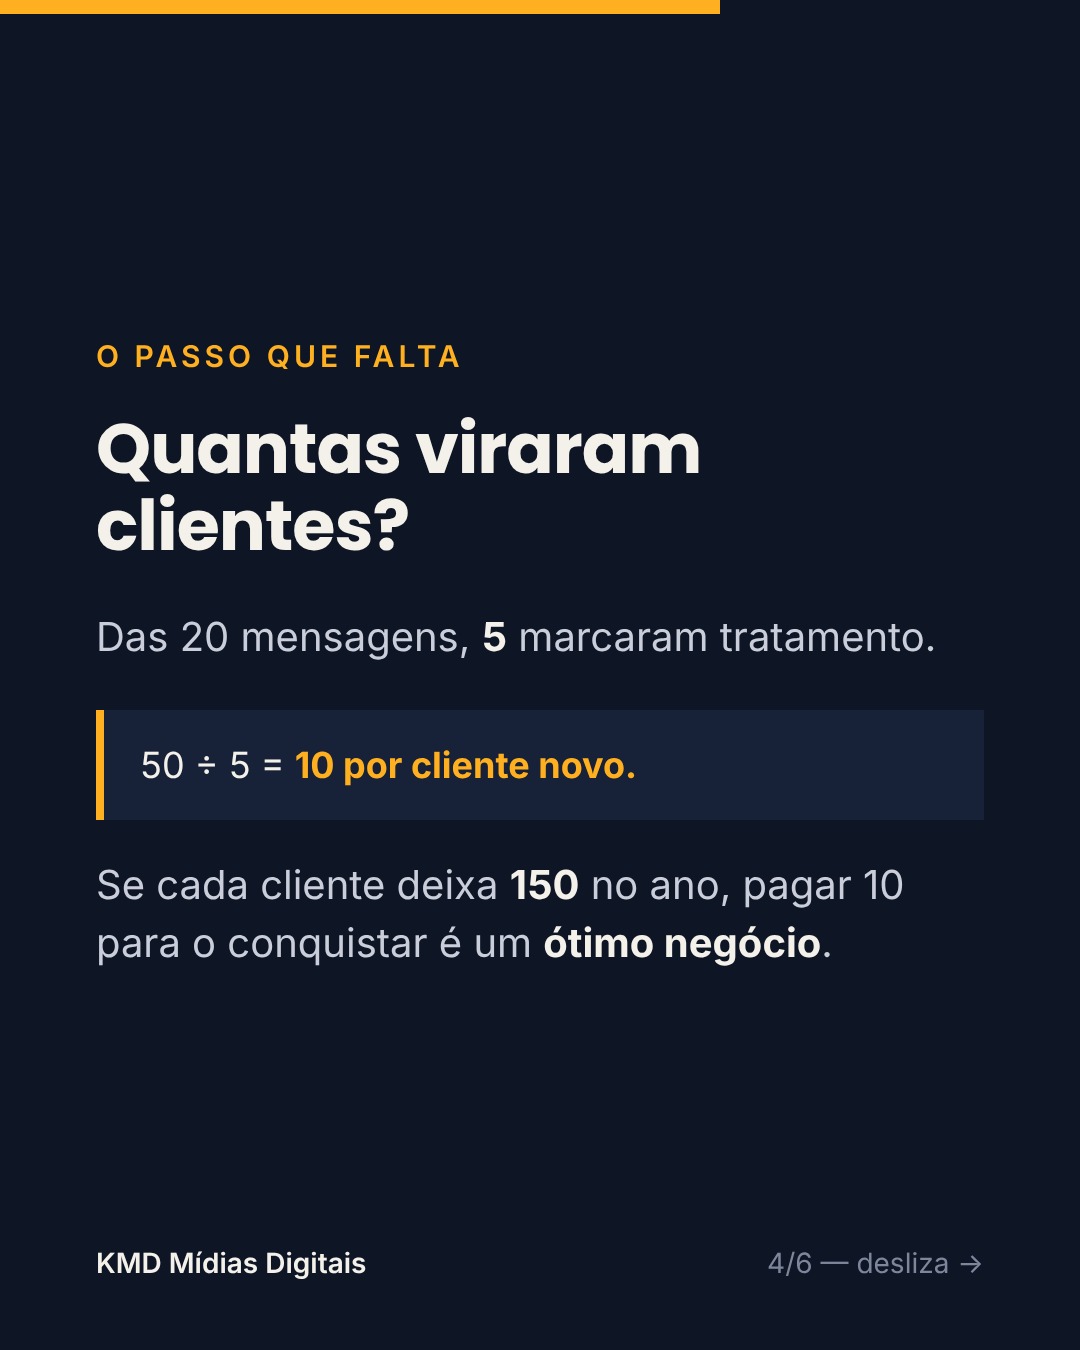 O PASSO QUE FALTA
Quantas viraram
clientes?
Das 20 mensagens, 5 marcaram tratamento.
50 ÷ 5 = 10 por cliente novo.
Se cada cliente deixa 150 no ano, pagar 10
para o conquistar é um ótimo negócio.
KMD Mídias Digitais
4/6 — desliza →